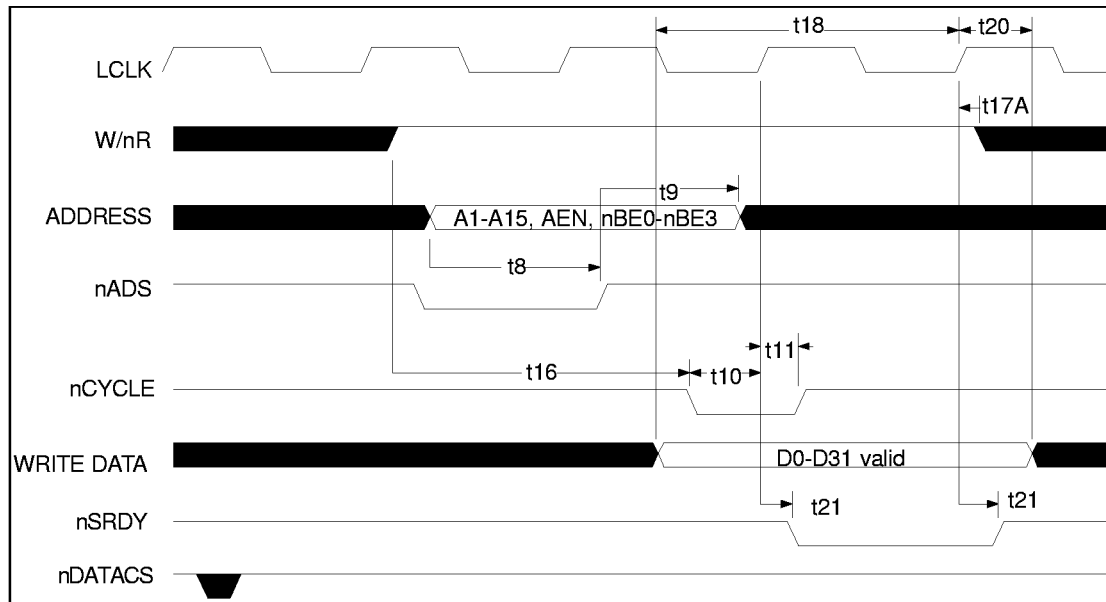 t18
t20
LCLK
t17A
W/nR
t9
ADDRESS
A1-A15, AEN, nBE0-nBE3
t8
nADS
t11
t16
t10
nCYCLE
WRITE DATA
D0-D31 valid
t21
t21
nSRDY
nDATACS